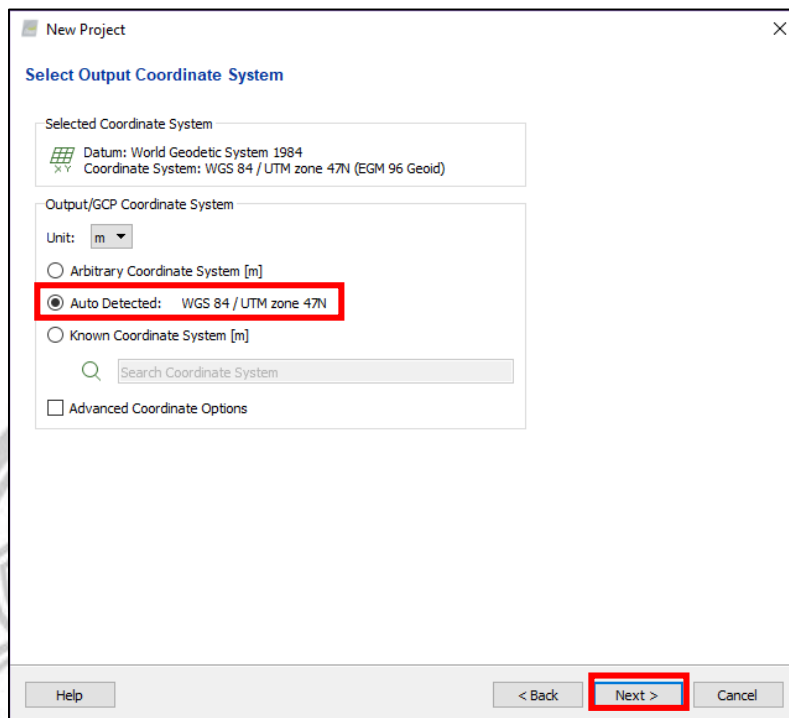 New Project
Select Output Coordinate System
Selected Coordinate System
Datum: World Geodetic System 1984
X Y
Coordinate System: WGS 84 / UTM zone 47N (EGM 96 Geoid)
Output/GCP Coordinate System
Unit: m
Arbitrary Coordinate System [m]
Auto Detected: WGS 84 / UTM zone 47N
Known Coordinate System [m]
Search Coordinate System
Advanced Coordinate Options
Help < Back Next > Cancel